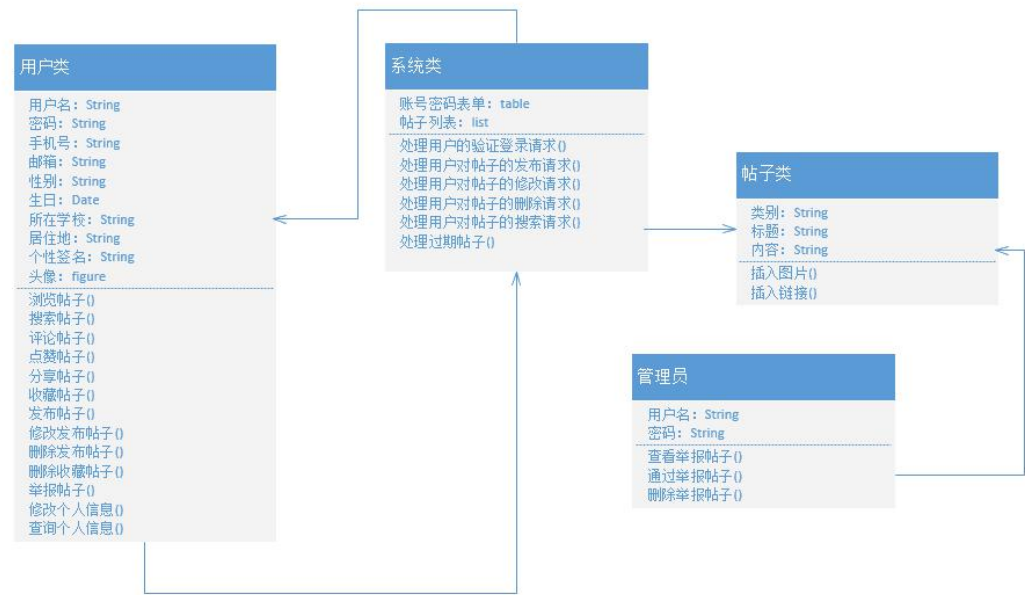 用户类
用户名：String
密码：String
手机号：String
邮箱：String
性别：String
生日：Date
所在学校：String
居住地：String
个性签名：String
头像：figure
浏览帖子()
搜索帖子()
评论帖子()
点赞帖子()
分享帖子()
收藏帖子()
发布帖子()
修改发布帖子()
删除发布帖子()
删除收藏帖子()
举报帖子()
修改个人信息()
查询个人信息()
系统类
账号密码表单：table
帖子列表：list
处理用户的验证登录请求()
处理用户对帖子的发布请求()
处理用户对帖子的修改请求()
处理用户对帖子的删除请求()
处理用户对帖子的搜索请求()
处理过期帖子()
帖子类
类别：String
标题：String
内容：String
插入图片()
插入链接()
管理员
用户名：String
密码：String
查看举报帖子()
通过举报帖子()
删除举报帖子()